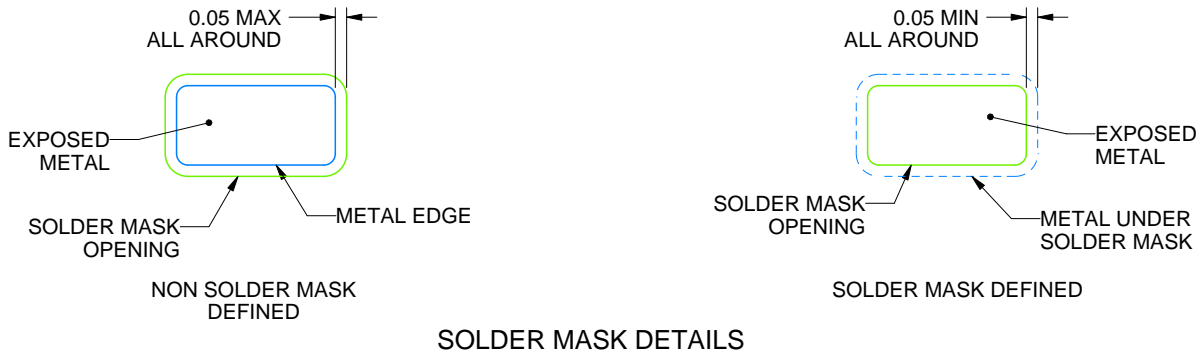 0.05 MAX
ALL AROUND
EXPOSED
METAL
SOLDER MASK
OPENING
METAL EDGE
NON SOLDER MASK
DEFINED
0.05 MIN
ALL AROUND
EXPOSED
METAL
SOLDER MASK
OPENING
METAL UNDER
SOLDER MASK
SOLDER MASK DEFINED
SOLDER MASK DETAILS